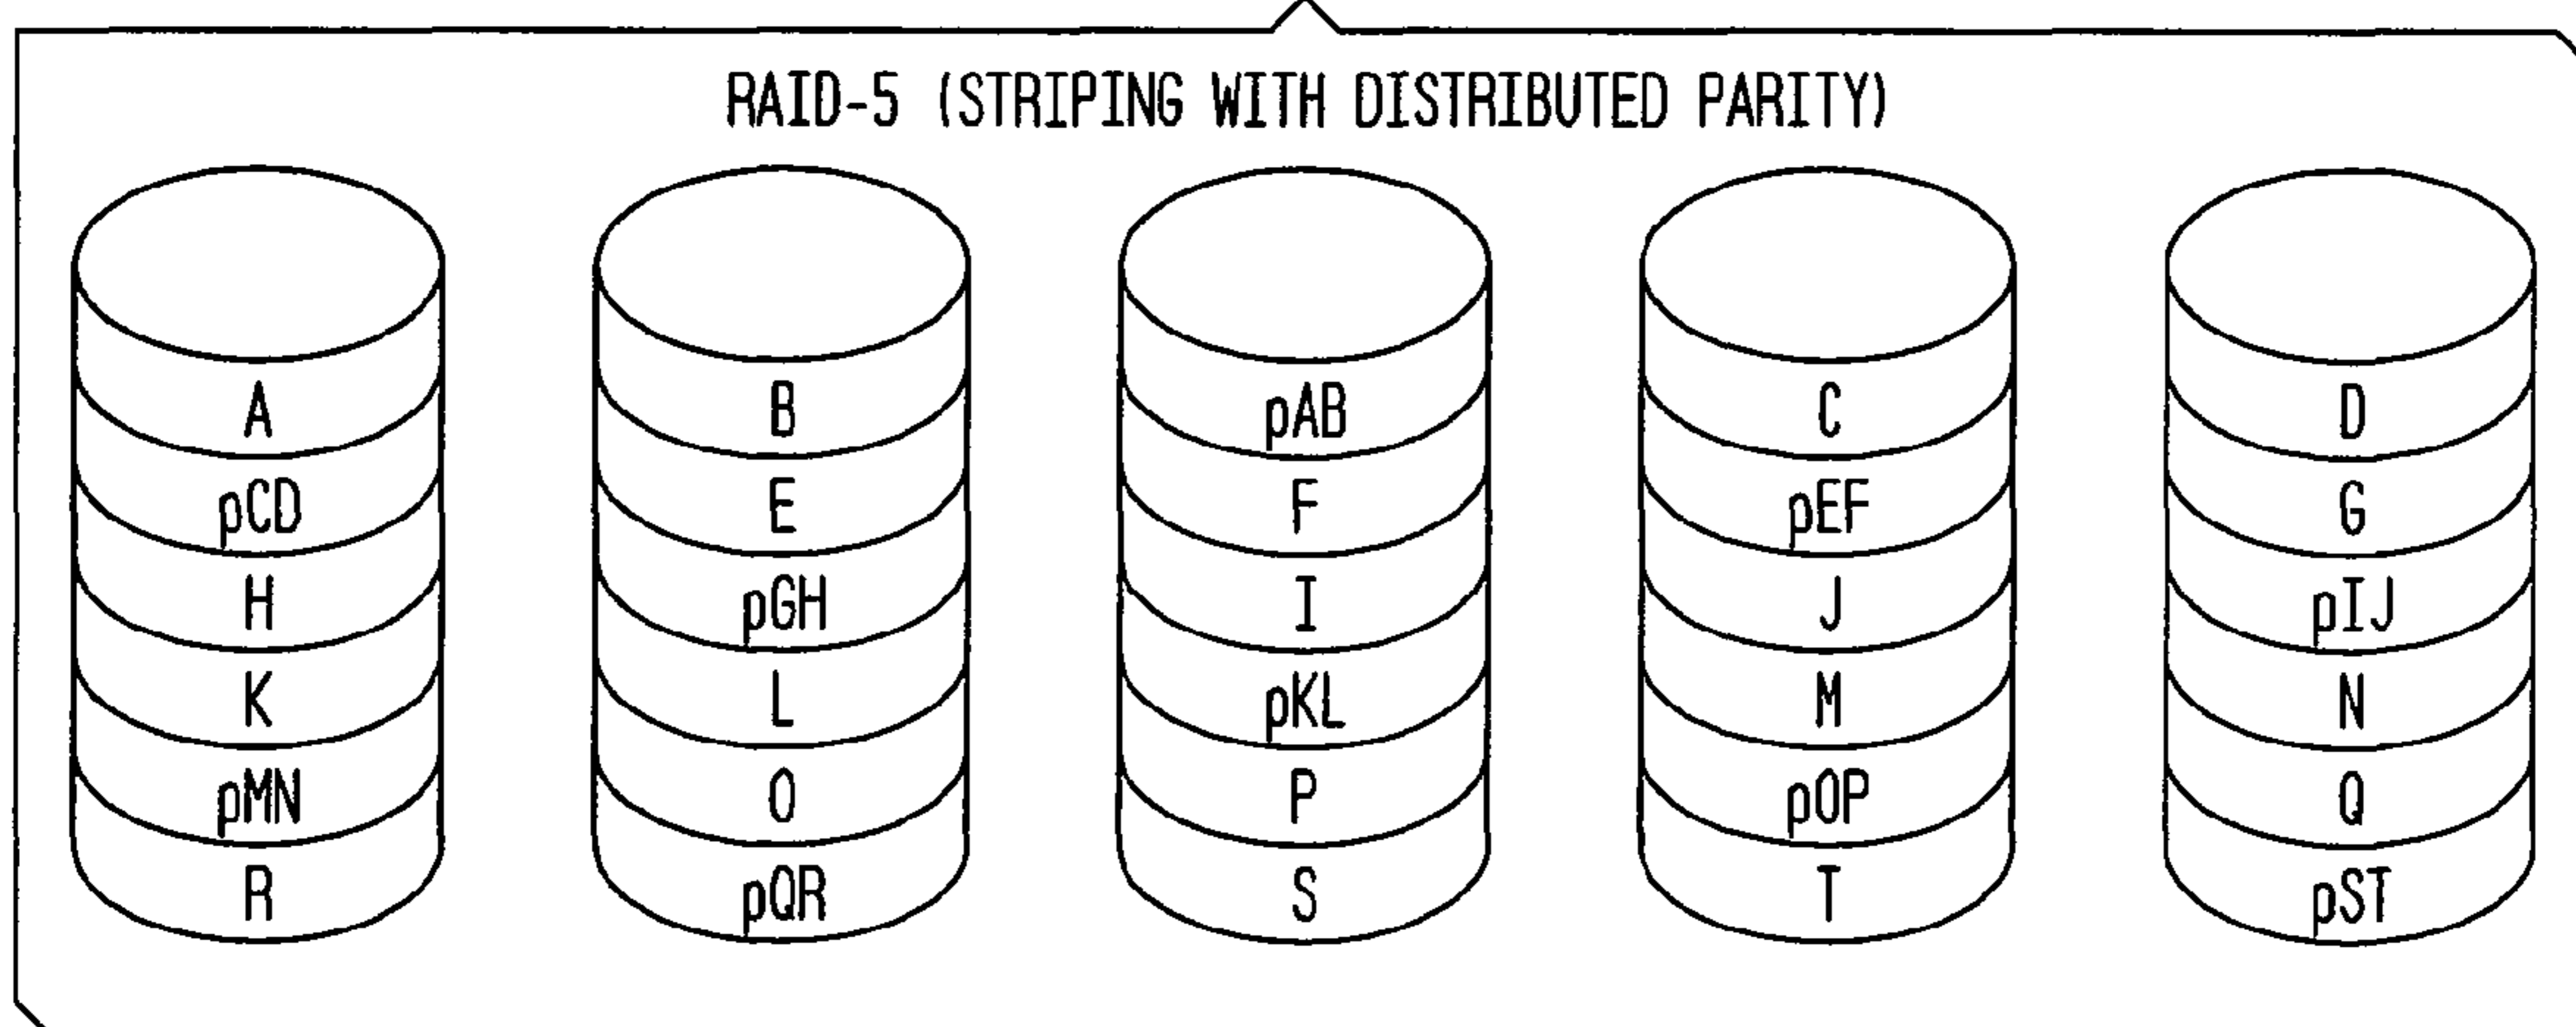 RAID-5 (STRIPING WITH DISTRIBUTED PARITY)
A B pAB C D
pCD E F pEF G
H pGH I J pIJ
K L pKL M N
pMN O P pOP Q
R pQR S T pST